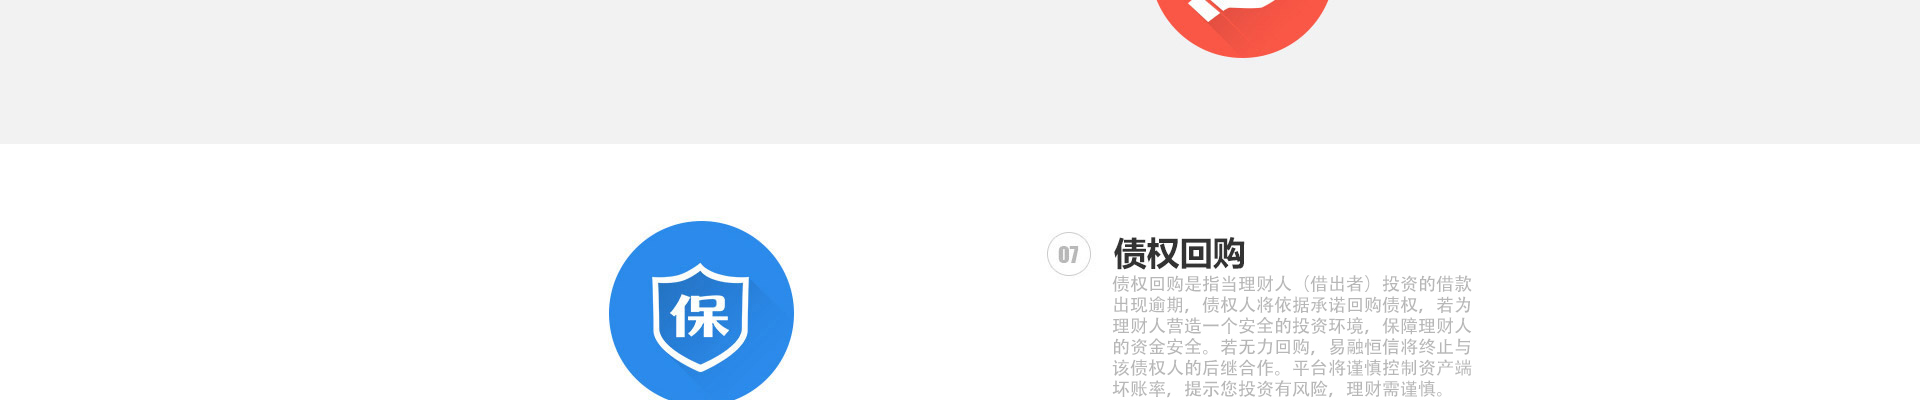 保
07
债权回购
债权回购是指当理财人（借出者）投资的借款
出现逾期，债权人将依据承诺回购债权，若为
理财人营造一个安全的投资环境，保障理财人
的资金安全。若无力回购，易融恒信将终止与
该债权人的后继合作。平台将谨慎控制资产端
坏账率，提示您投资有风险，理财需谨慎。